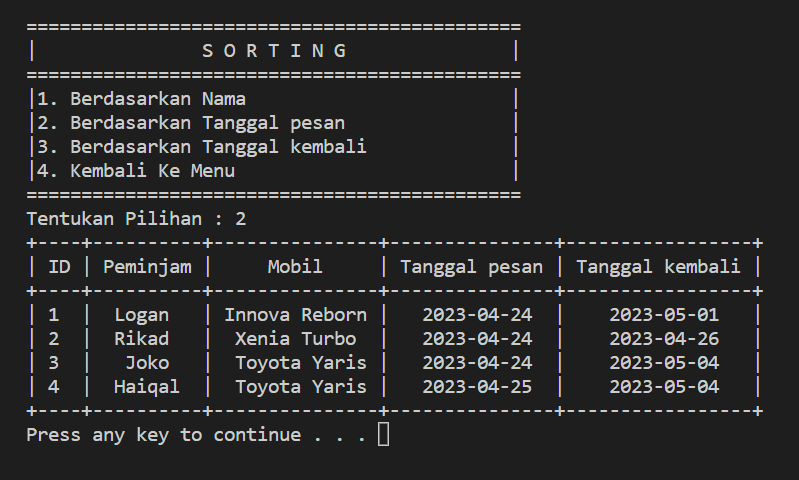 =============================================
|               S O R T I N G               |
=============================================
|1. Berdasarkan Nama                        |
|2. Berdasarkan Tanggal pesan               |
|3. Berdasarkan Tanggal kembali             |
|4. Kembali Ke Menu                         |
=============================================
Tentukan Pilihan : 2
+----+----------+---------------+---------------+-----------------+
| ID | Peminjam |     Mobil     | Tanggal pesan | Tanggal kembali |
+----+----------+---------------+---------------+-----------------+
| 1  |  Logan   | Innova Reborn |   2023-04-24  |    2023-05-01   |
| 2  |  Rikad   |  Xenia Turbo  |   2023-04-24  |    2023-04-26   |
| 3  |   Joko   |  Toyota Yaris |   2023-04-24  |    2023-05-04   |
| 4  |  Haiqal  |  Toyota Yaris |   2023-04-25  |    2023-05-04   |
+----+----------+---------------+---------------+-----------------+
Press any key to continue . . .